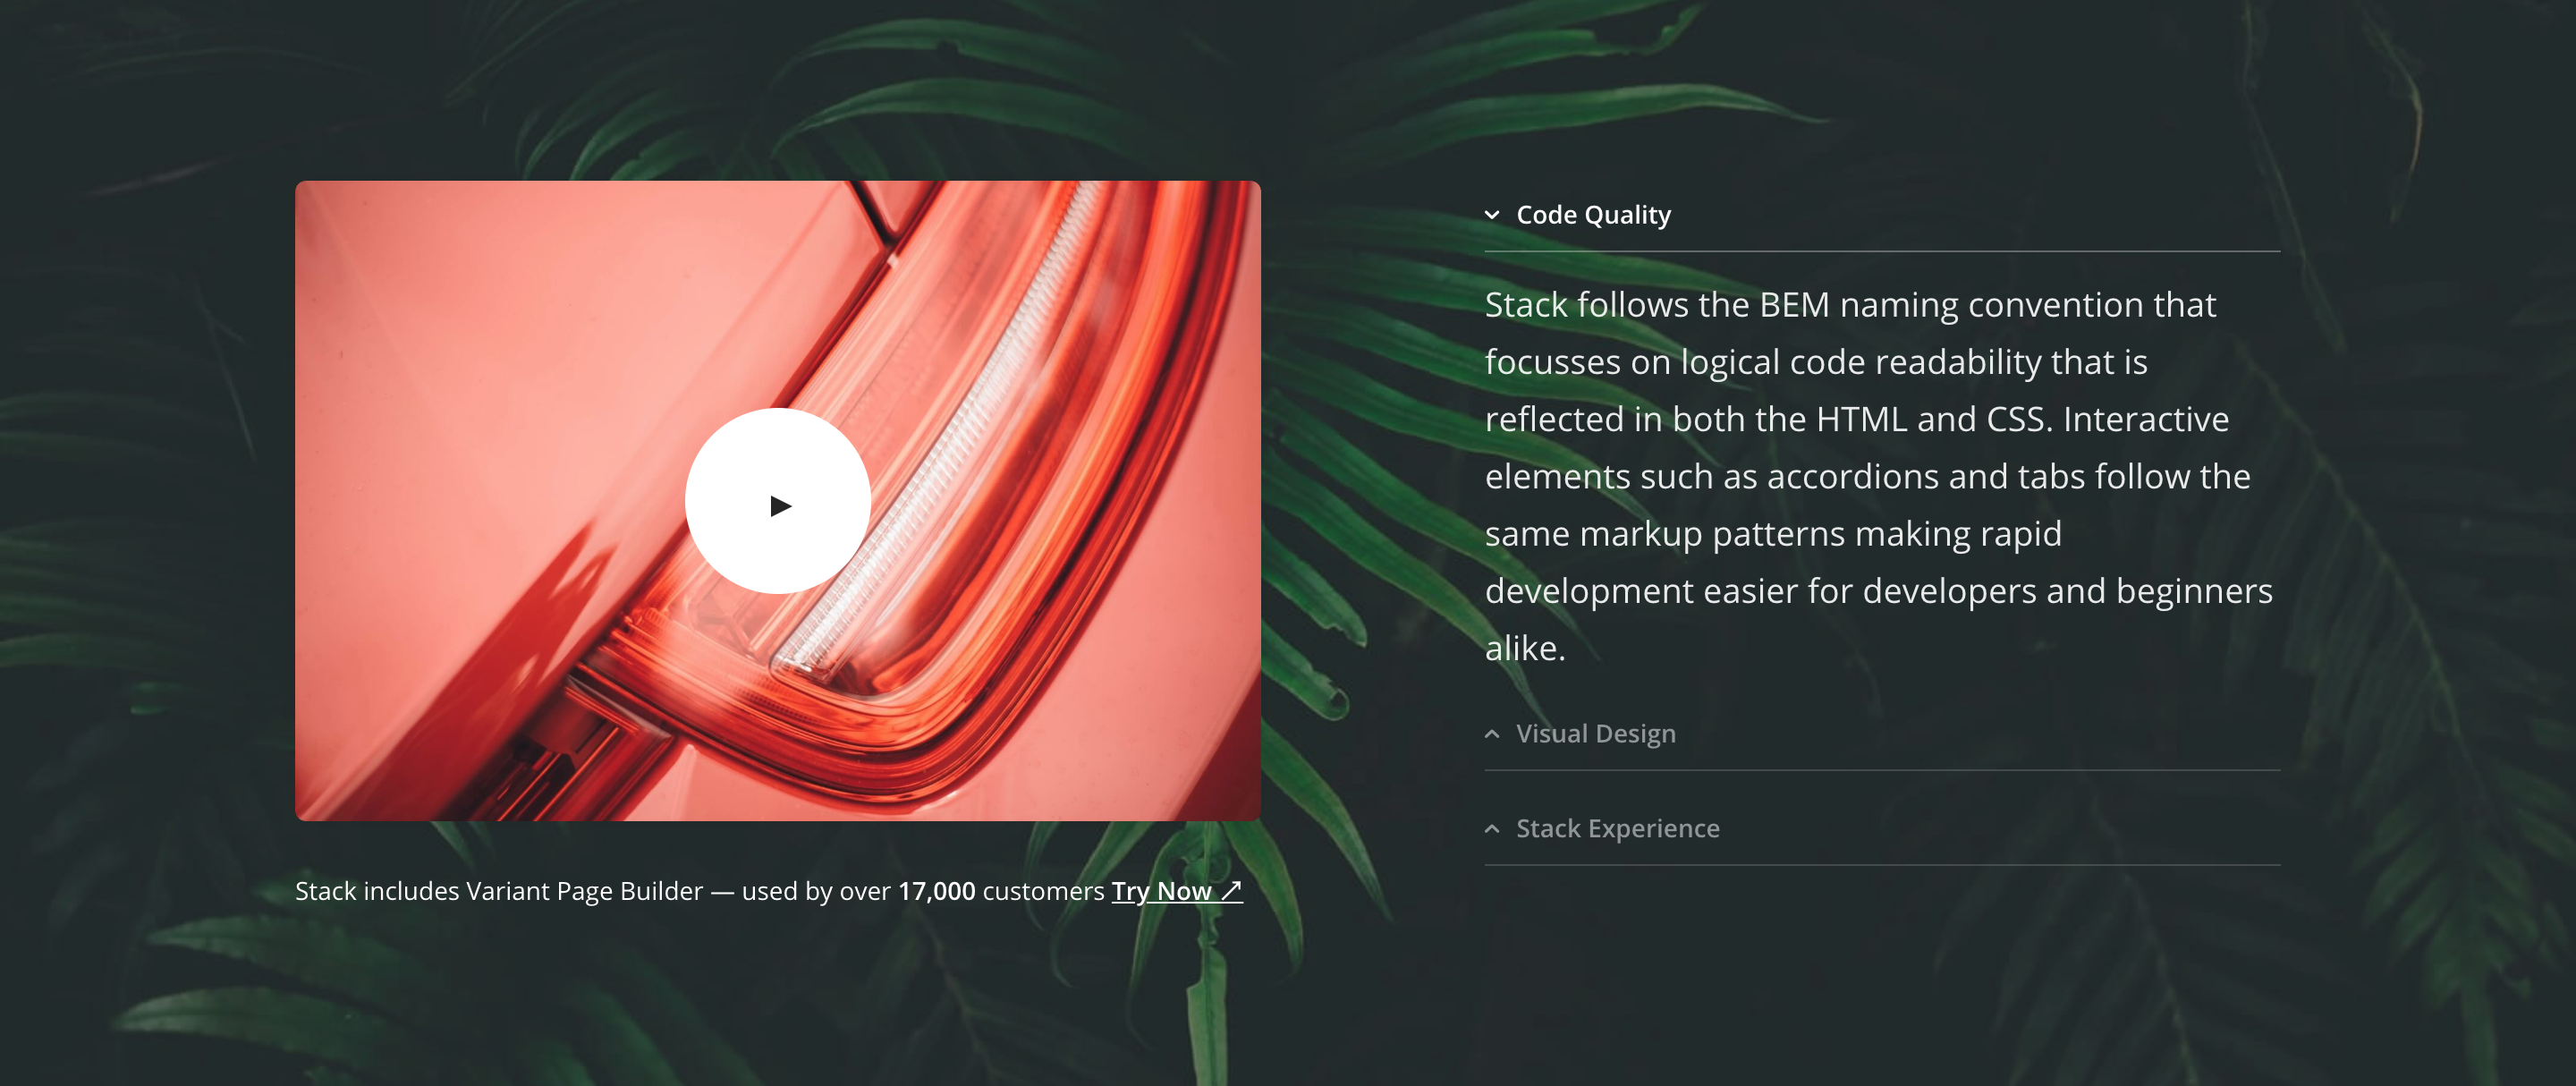 Code Quality
Stack follows the BEM naming convention that
focusses on logical code readability that is
reflected in both the HTML and CSS. Interactive
elements such as accordions and tabs follow the
same markup patterns making rapid
development easier for developers and beginners
alike.
Visual Design
Stack Experience
Stack includes Variant Page Builder — used by over 17,000 customers Try Now ↗